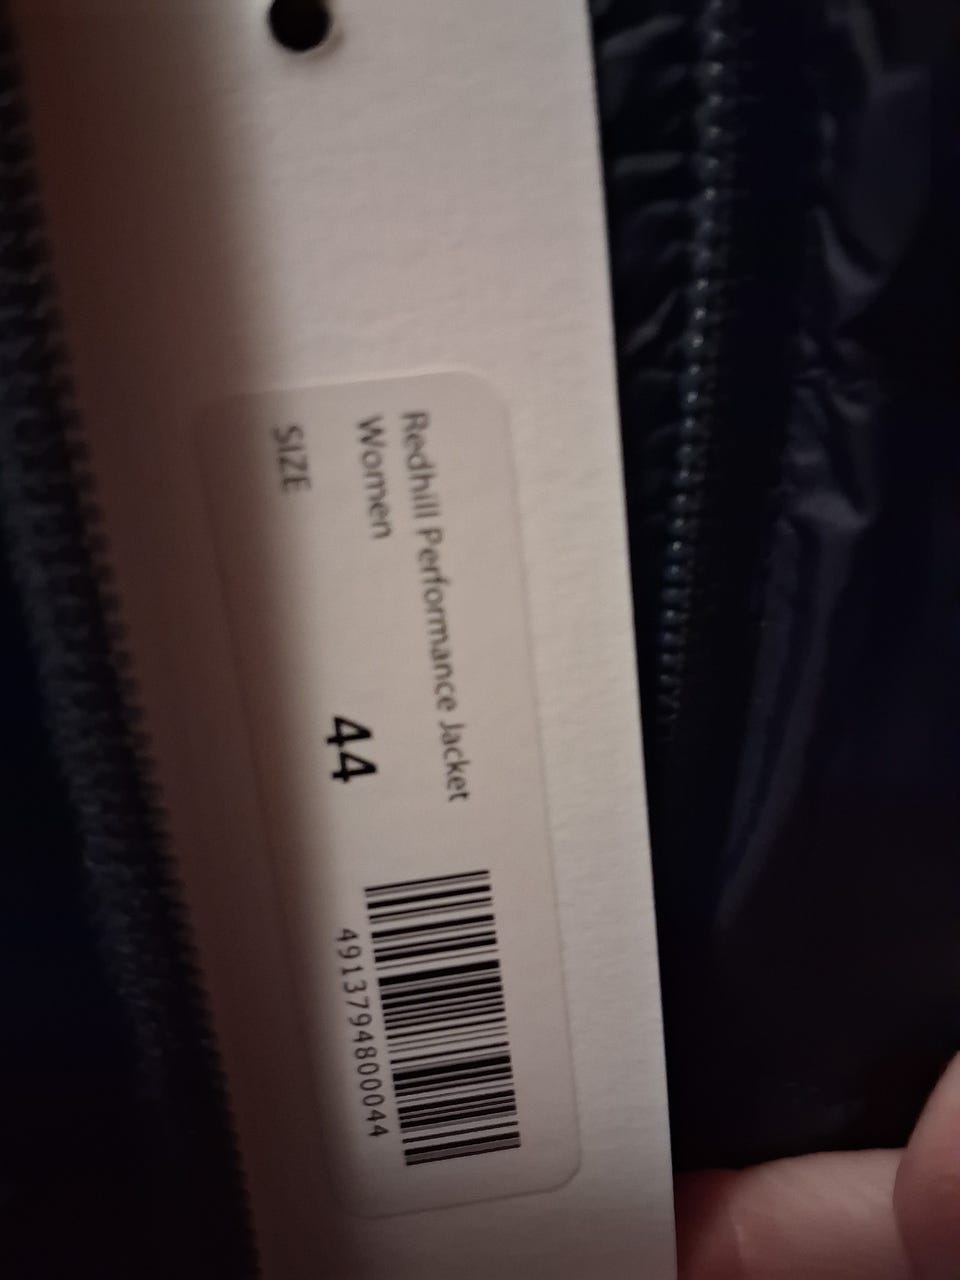 Redhill Performance Jacket
Women
SIZE 44
4913794800044